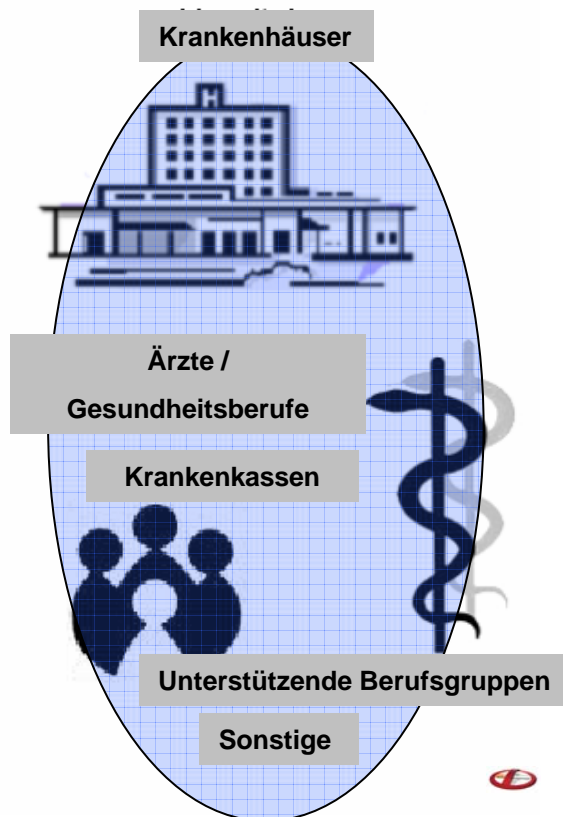 Krankenhäuser
Ärzte /
Gesundheitsberufe
Krankenkassen
Unterstützende Berufsgruppen
Sonstige